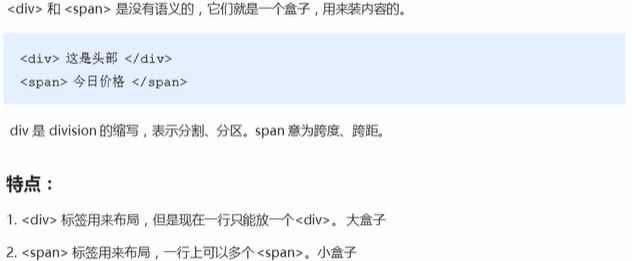 <div> 和 <span> 是没有语义的，它们就是一个盒子，用来装内容的。
<div> 这是头部 </div>
<span> 今日价格 </span>
div 是 division 的缩写，表示分割、分区。span 意为跨度、跨距。
特点：
1. <div> 标签用来布局，但是现在一行只能放一个<div>。 大盒子
2. <span> 标签用来布局，一行上可以多个 <span>。小盒子